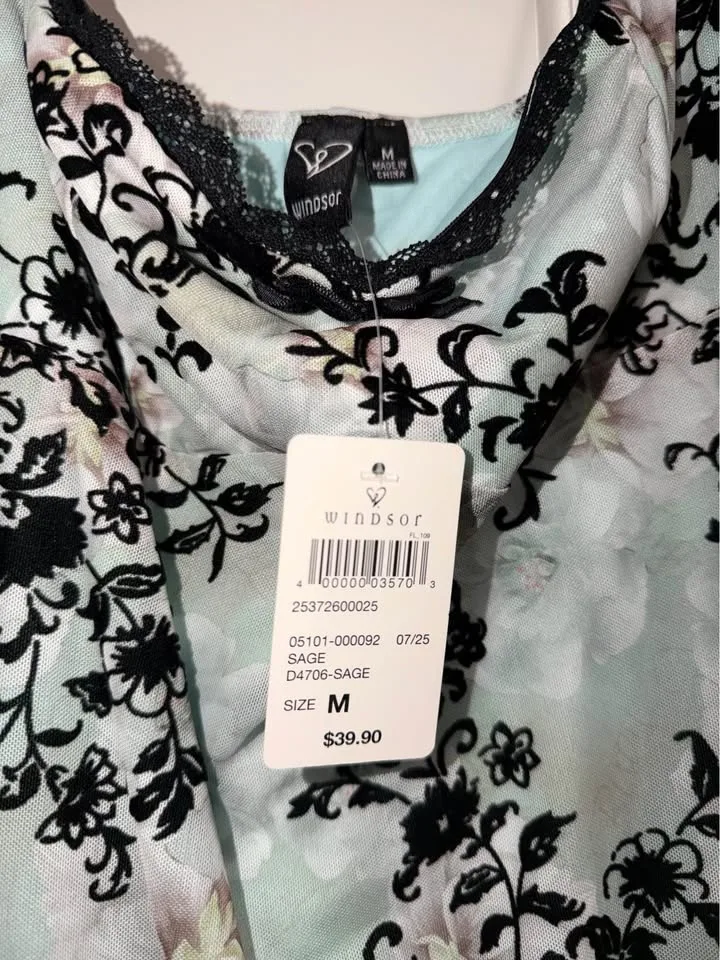 M
MADE IN
CHINA
WINDSOR
WINDSOR
FL_109
4 00000 03570 3
25372600025
05101-000092 07/25
SAGE
D4706-SAGE
SIZE M
$39.90